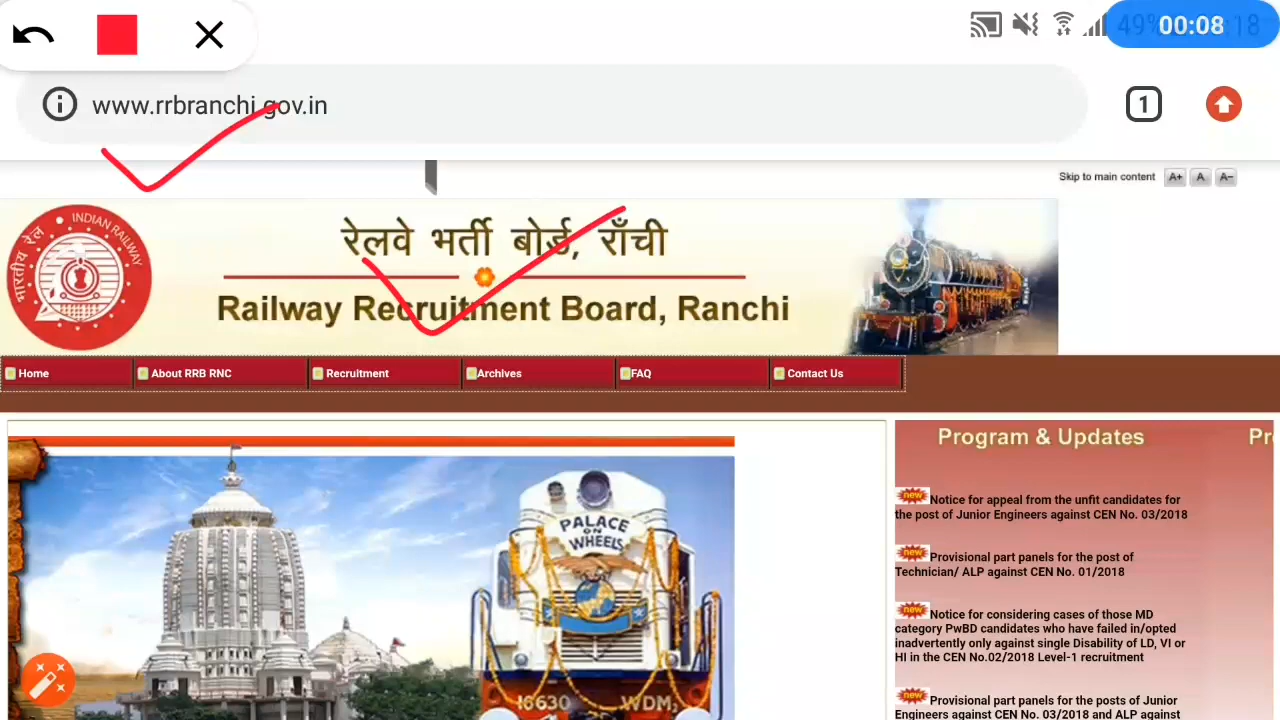 49%
00:08
:18
www.rrbranchi.gov.in
1
Skip to main content A+ A A-
भारतीय रेल INDIAN RAILWAY
रेलवे भर्ती बोर्ड, राँची
Railway Recruitment Board, Ranchi
Home About RRB RNC Recruitment Archives FAQ Contact Us
Program & Updates Pr
new Notice for appeal from the unfit candidates for
the post of Junior Engineers against CEN No. 03/2018
new Provisional part panels for the post of
Technician/ ALP against CEN No. 01/2018
new Notice for considering cases of those MD
category PwBD candidates who have failed in/opted
inadvertently only against single Disability of LD, VI or
HI in the CEN No.02/2018 Level-1 recruitment
new Provisional part panels for the posts of Junior
Engineers against CEN No. 03/2018 and ALP against
PALACE
ON
WHEELS
16630 WDM